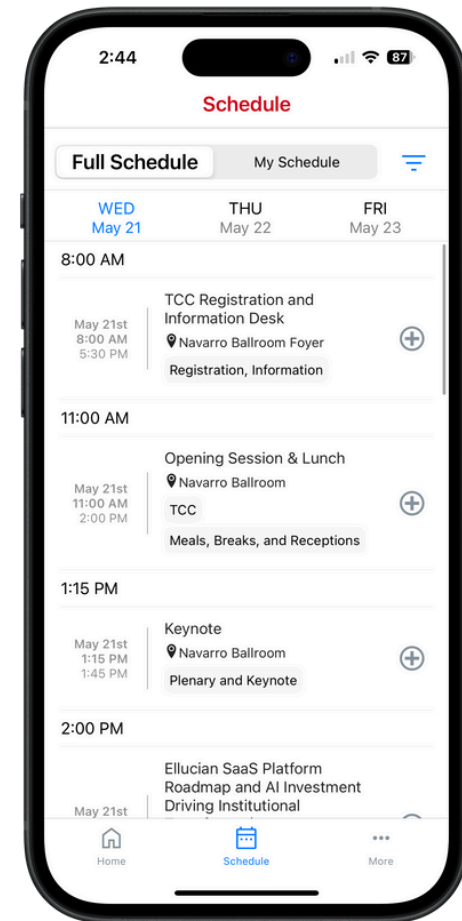 2:44
87
Schedule
Full Schedule
My Schedule
WED
May 21
THU
May 22
FRI
May 23
8:00 AM
May 21st
8:00 AM
5:30 PM
TCC Registration and
Information Desk
Navarro Ballroom Foyer
Registration, Information
11:00 AM
May 21st
11:00 AM
2:00 PM
Opening Session & Lunch
Navarro Ballroom
TCC
Meals, Breaks, and Receptions
1:15 PM
May 21st
1:15 PM
1:45 PM
Keynote
Navarro Ballroom
Plenary and Keynote
2:00 PM
May 21st
Ellucian SaaS Platform
Roadmap and AI Investment
Driving Institutional
Home
Schedule
More